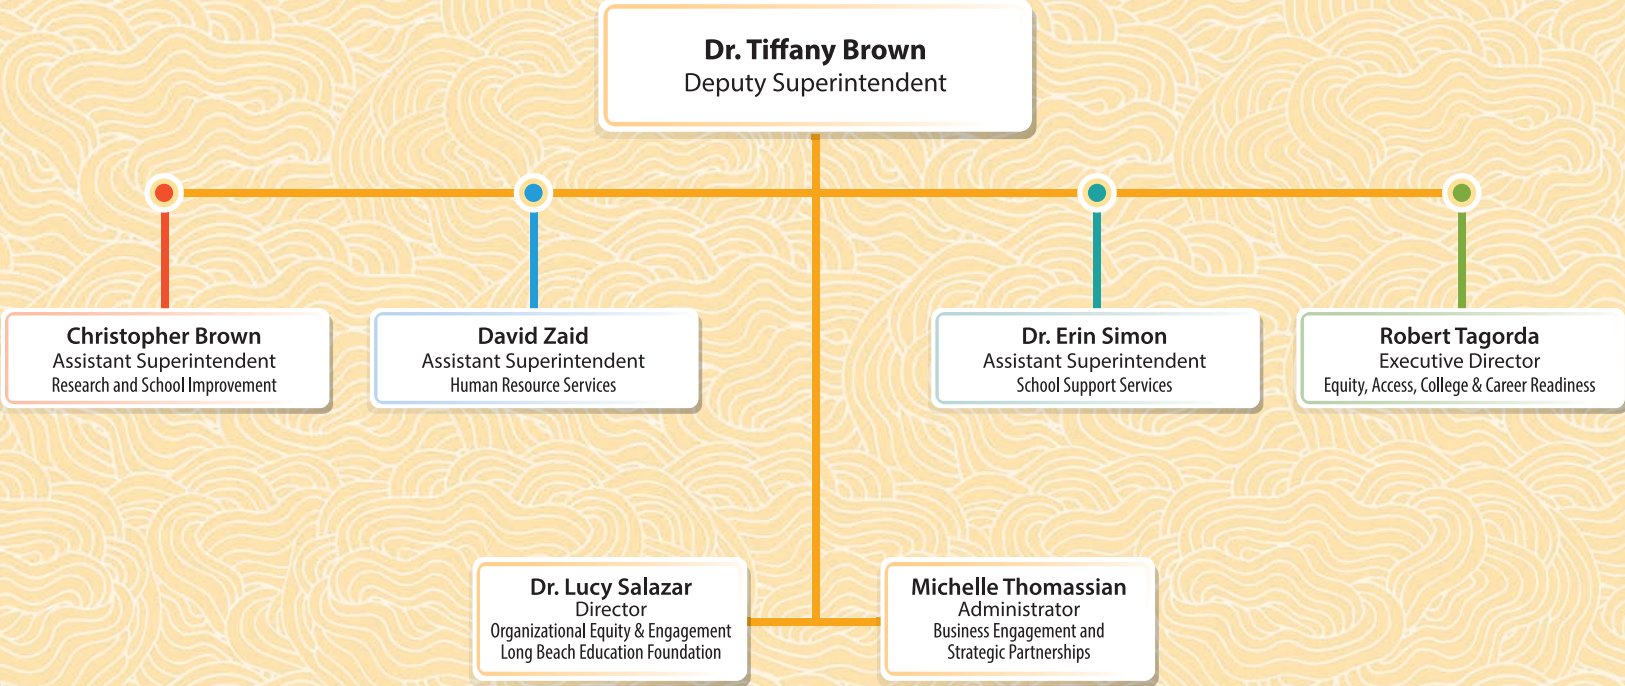 Dr. Tiffany Brown
Deputy Superintendent
Christopher Brown
Assistant Superintendent
Research and School Improvement
David Zaid
Assistant Superintendent
Human Resource Services
Dr. Erin Simon
Assistant Superintendent
School Support Services
Robert Tagorda
Executive Director
Equity, Access, College & Career Readiness
Dr. Lucy Salazar
Director
Organizational Equity & Engagement
Long Beach Education Foundation
Michelle Thomassian
Administrator
Business Engagement and
Strategic Partnerships